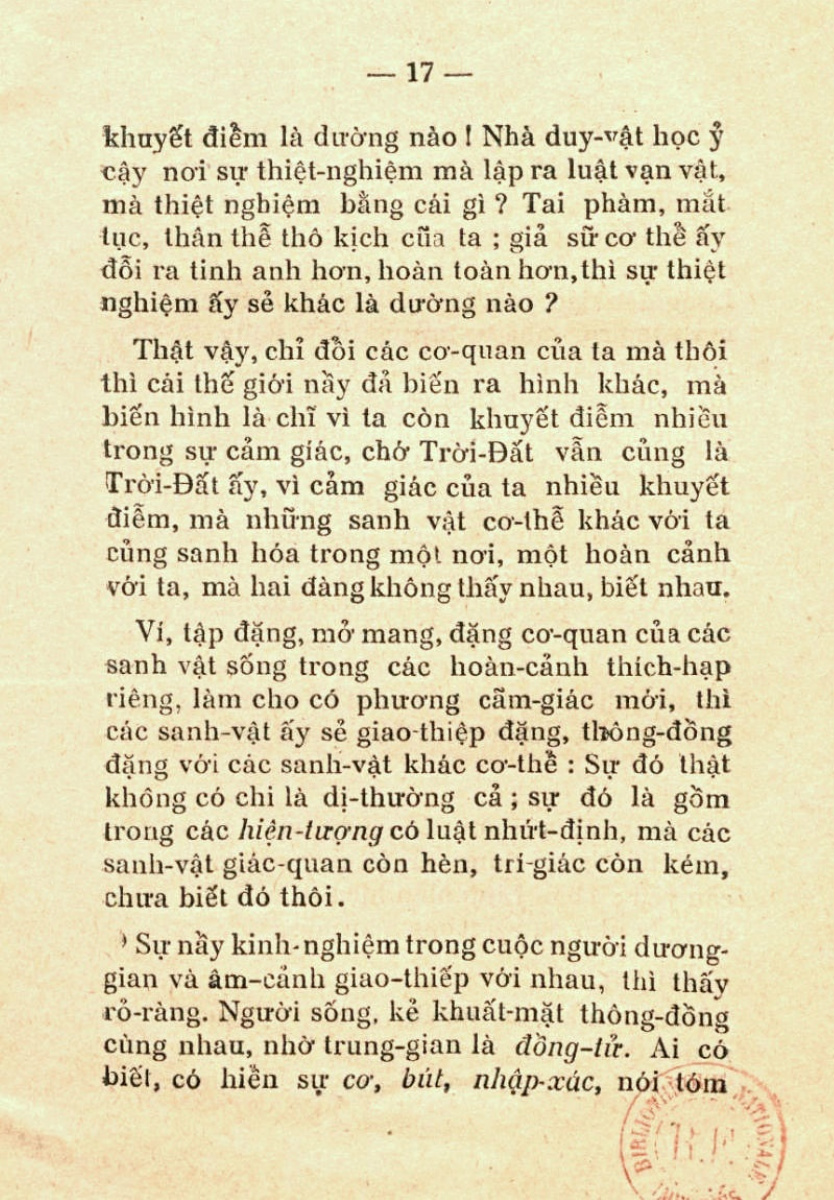 — 17 —
khuyết điểm là dường nào ! Nhà duy-vật học ỷ
cậy nơi sự thiệt-nghiệm mà lập ra luật vạn vật,
mà thiệt nghiệm bằng cái gì ? Tai phàm, mắt
tục, thân thể thô kịch cũa ta ; giả sữ cơ thể ấy
đổi ra tinh anh hơn, hoàn toàn hơn, thì sự thiệt
nghiệm ấy sẻ khác là dường nào ?
Thật vậy, chỉ đổi các cơ-quan của ta mà thôi
thì cái thế giới nầy đả biến ra hình khác, mà
biến hình là chĩ vì ta còn khuyết điểm nhiều
trong sự cảm giác, chớ Trời-Đất vẫn củng là
Trời-Đất ấy, vì cảm giác của ta nhiều khuyết
điễm, mà những sanh vật cơ-thễ khác với ta
củng sanh hóa trong một nơi, một hoàn cảnh
với ta, mà hai đàng không thấy nhau, biết nhau.
Ví, tập đặng, mở mang, đặng cơ-quan của các
sanh vật sống trong các hoàn-cảnh thích-hạp
riêng, làm cho có phương cãm-giác mới, thì
các sanh-vật ấy sẻ giao-thiệp đặng, thông-đồng
đặng với các sanh-vật khác cơ-thể : Sự đó thật
không có chi là dị-thường cả ; sự đó là gồm
trong các hiện-tượng có luật nhứt-định, mà các
sanh-vật giác-quan còn hèn, trí-giác còn kém,
chưa biết đó thôi.
Sự nầy kinh-nghiệm trong cuộc người dương-
gian và âm-cảnh giao-thiếp với nhau, thì thấy
rỏ-ràng. Người sống, kẻ khuất-mặt thông-đồng
cùng nhau, nhờ trung-gian là đồng-tử. Ai có
biết, có hiền sự cơ, bút, nhập-xác, nói tóm
R.F.